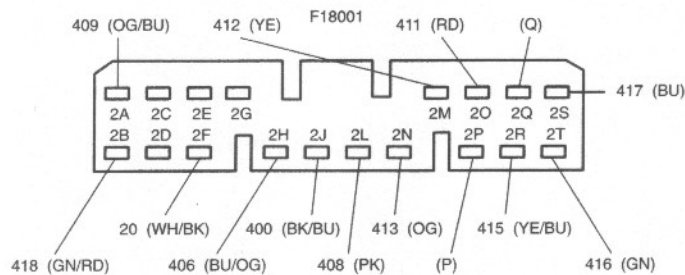 F18001
409 (OG/BU) 412 (YE) 411 (RD) (Q)
417 (BU)
2A 2C 2E 2G 2M 2O 2Q 2S
2B 2D 2F 2H 2J 2L 2N 2P 2R 2T
20 (WH/BK) 400 (BK/BU) 413 (OG) 415 (YE/BU)
418 (GN/RD) 406 (BU/OG) 408 (PK) (P) 416 (GN)